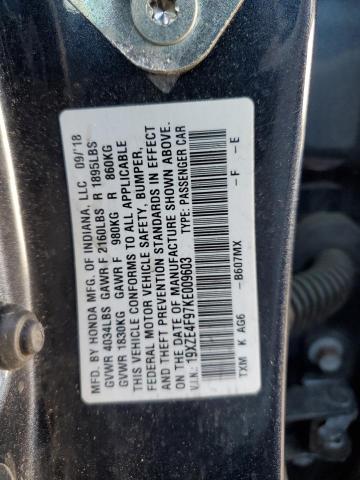 MFD. BY HONDA MFG. OF INDIANA, LLC 09/'18
GVWR 4034LBS GAWR F 2160LBS R 1895LBS
GVWR 1830KG GAWR F 980KG R 860KG
THIS VEHICLE CONFORMS TO ALL APPLICABLE
FEDERAL MOTOR VEHICLE SAFETY, BUMPER,
AND THEFT PREVENTION STANDARDS IN EFFECT
ON THE DATE OF MANUFACTURE SHOWN ABOVE.
V.I.N.: 19XZE4F97KE009603 TYPE: PASSENGER CAR
-B607MX -F -E
TXM K AG6